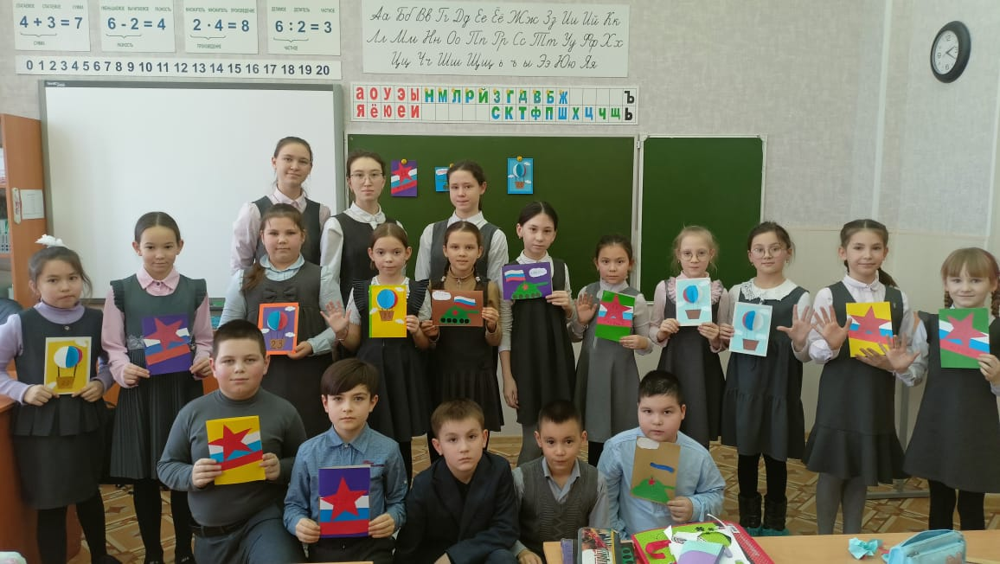 СЛАГАЕМОЕ СЛАГАЕМОЕ СУММА
4 + 3 = 7
СУММА
УМЕНЬШАЕМОЕ ВЫЧИТАЕМОЕ РАЗНОСТЬ
6 - 2 = 4
РАЗНОСТЬ
МНОЖИТЕЛЬ МНОЖИТЕЛЬ ПРОИЗВЕДЕНИЕ
2 · 4 = 8
ПРОИЗВЕДЕНИЕ
ДЕЛИМОЕ ДЕЛИТЕЛЬ ЧАСТНОЕ
6 : 2 = 3
ЧАСТНОЕ
0 1 2 3 4 5 6 7 8 9 10 11 12 13 14 15 16 17 18 19 20
Аа Бб Вв Гг Дд Ее Ёё Жж Зз Ии Йй Кк
Лл Мм Нн Оо Пп Рр Сс Тт Уу Фф Хх
Цц Чч Шш Щщ ь ъ ы Ээ Юю Яя
а о у э ы н м л р й з г д в б ж ъ
я ё ю е и с к т ф п ш х ц ч щ ь
23